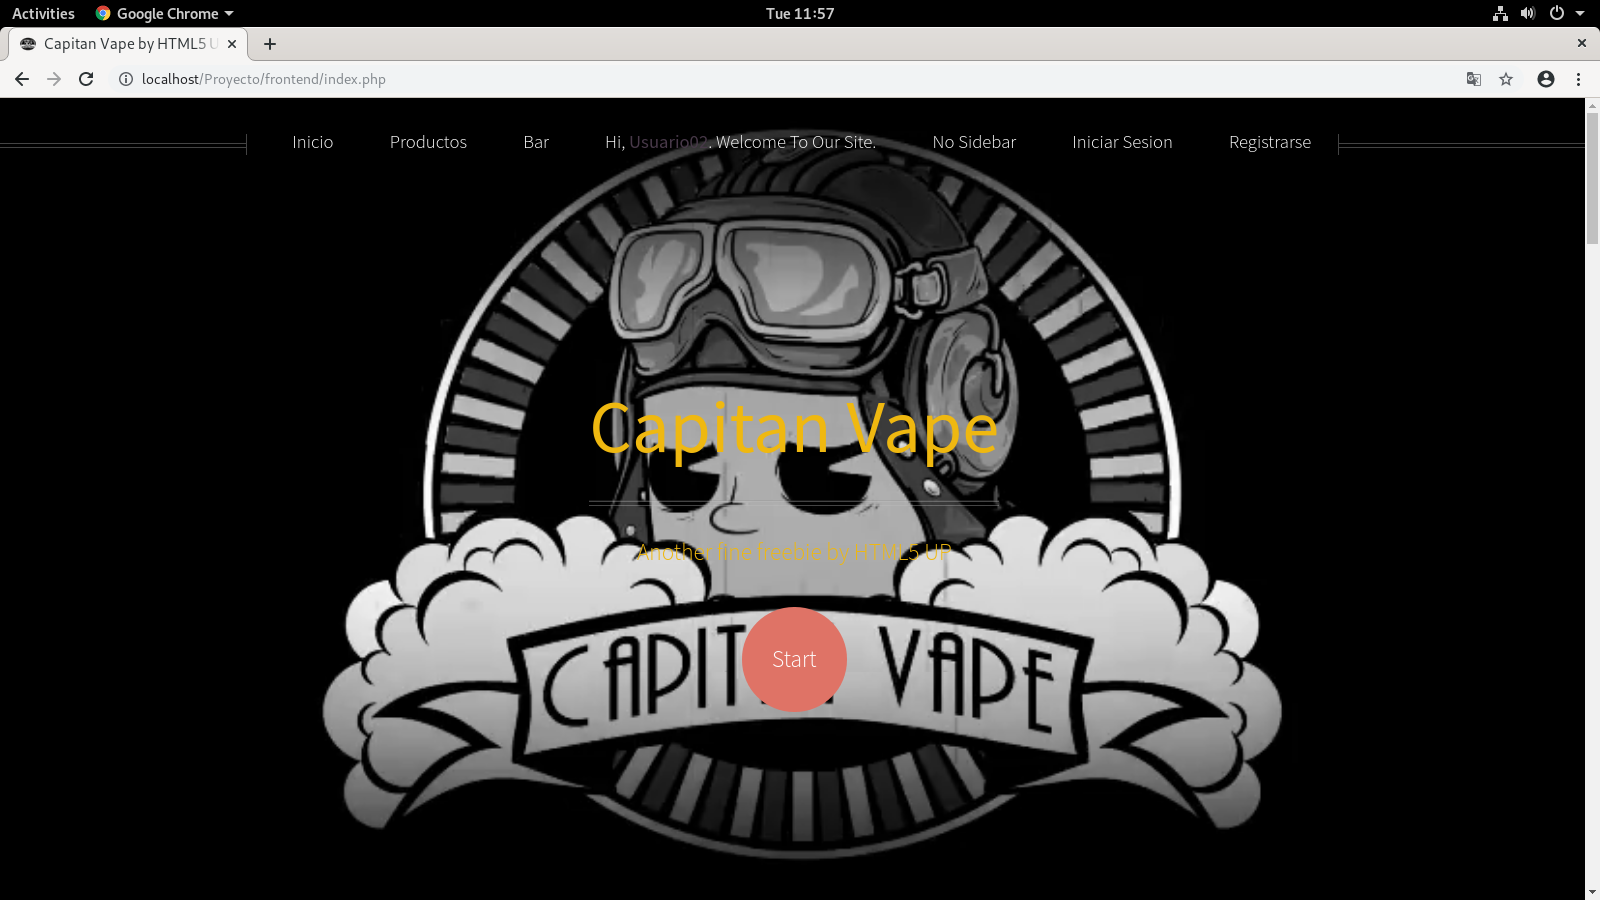 Activities Google Chrome Tue 11:57
Capitan Vape by HTML5 U
localhost/Proyecto/frontend/index.php
Inicio Productos Bar Hi, Usuario02. Welcome To Our Site. No Sidebar Iniciar Sesion Registrarse
Capitan Vape
Another fine freebie by HTML5 UP
Start
CAPIT VAPE